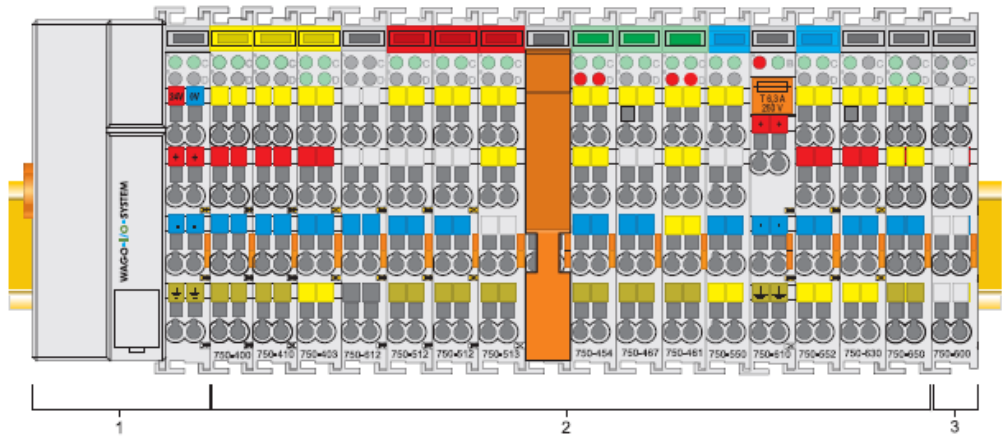 C C C C C C C C C C C C C B C C C C
D D D D D D D D D D D D D D D D D
24V 0V
T 6,3 A
250 V
+ + + +
+ +
- - - -
WAGO-I/O-SYSTEM
750-400 750-410 750-403 750-612 750-512 750-512 750-513 750-454 750-467 750-461 750-550 750-610 750-552 750-630 750-650 750-600
1 2 3